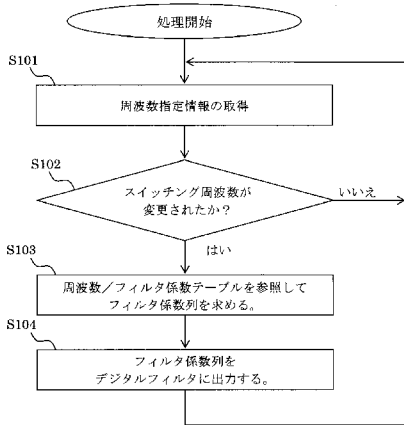 処理開始
S101
周波数指定情報の取得
S102
スイッチング周波数が
変更されたか?
いいえ
はい
S103
周波数/フィルタ係数テーブルを参照して
フィルタ係数列を求める。
S104
フィルタ係数列を
デジタルフィルタに出力する。